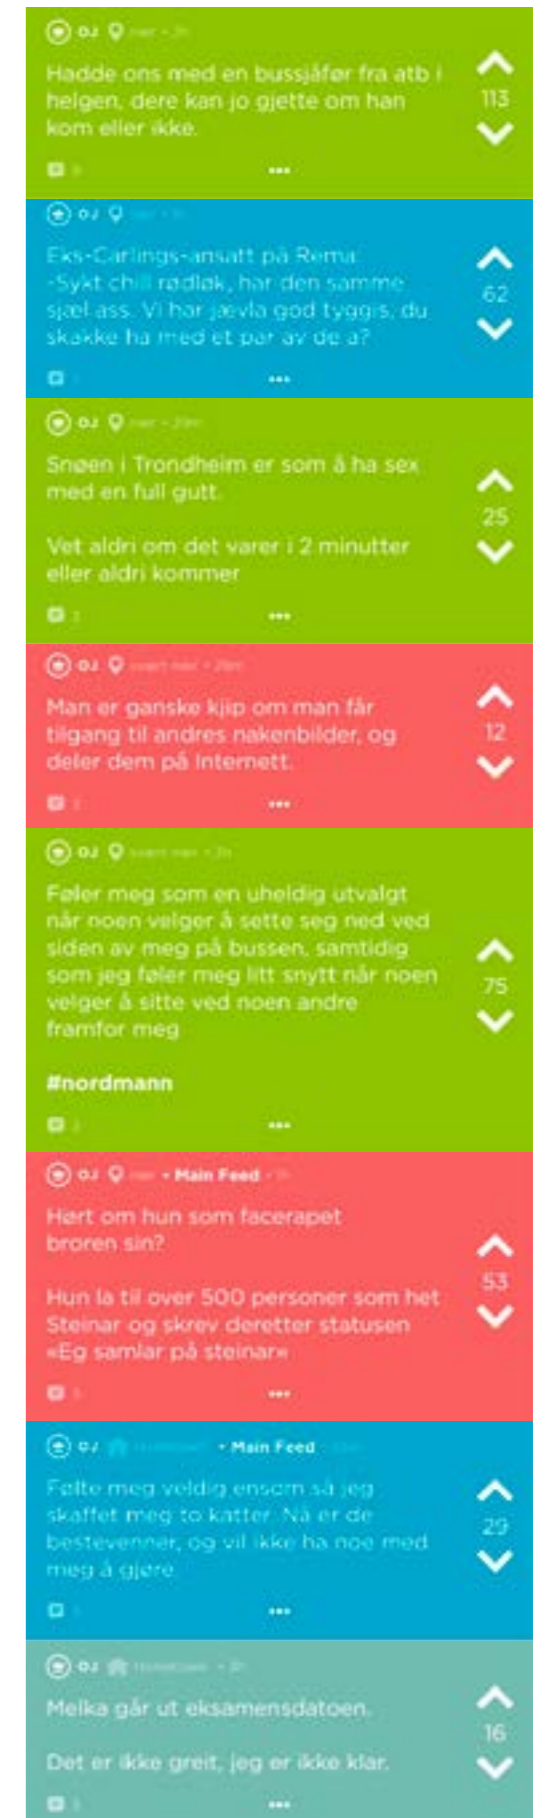 OJ
Hadde ons med en bussjåfør fra atb i
helgen, dere kan jo gjette om han
kom eller ikke.
113
OJ
Eks-Carlings-ansatt på Rema:
-Sykt chill rødløk, har den samme
sjæl ass. Vi har jævla god tyggis, du
skakke ha med et par av de a?
62
OJ
Snøen i Trondheim er som å ha sex
med en full gutt.
Vet aldri om det varer i 2 minutter
eller aldri kommer
25
OJ
Man er ganske kjip om man får
tilgang til andres nakenbilder, og
deler dem på Internett.
12
OJ
Føler meg som en uheldig utvalgt
når noen velger å sette seg ned ved
siden av meg på bussen, samtidig
som jeg føler meg litt snytt når noen
velger å sitte ved noen andre
framfor meg
75
#nordmann
OJ • Main Feed
Hørt om hun som facerapet
broren sin?
Hun la til over 500 personer som het
Steinar og skrev deretter statusen
«Eg samlar på steinar»
53
OJ • Main Feed
Følte meg veldig ensom så jeg
skaffet meg to katter. Nå er de
bestevenner, og vil ikke ha noe med
meg å gjøre
29
OJ
Melka går ut eksamensdatoen.
Det er ikke greit, jeg er ikke klar.
16